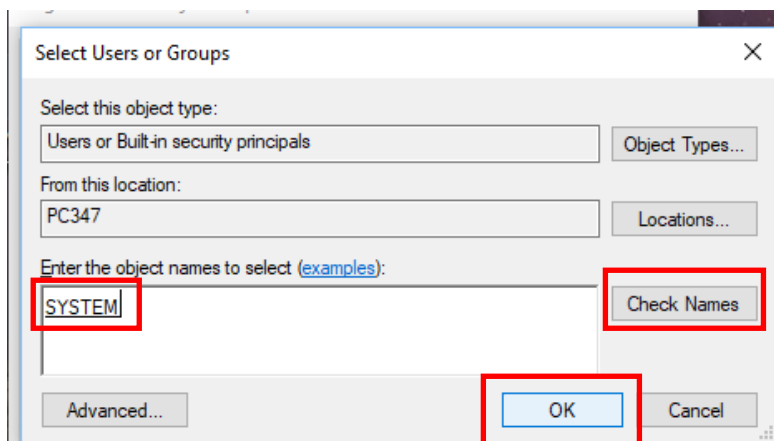 Select Users or Groups
Select this object type:
Users or Built-in security principals
Object Types...
From this location:
PC347
Locations...
Enter the object names to select (examples):
SYSTEM
Check Names
Advanced...
OK
Cancel